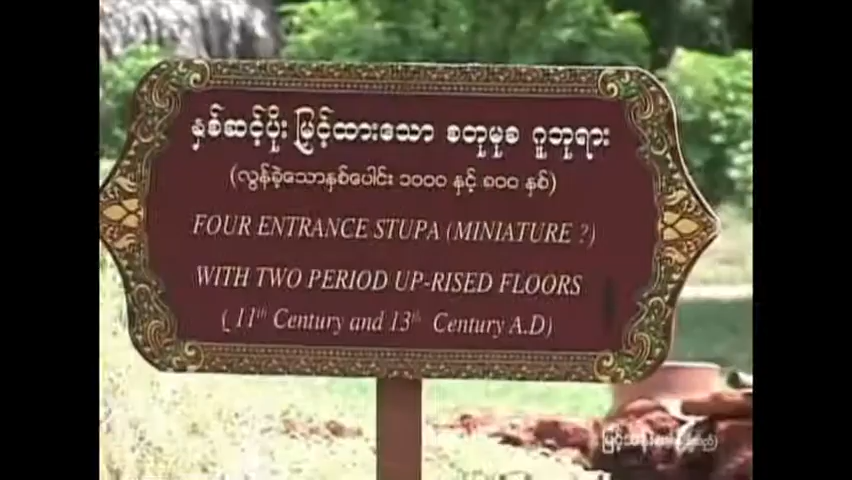 နှစ်ဆင့်ပိုး မြှင့်ထားသော စတုမုခ ဂူဘုရား
(လွန်ခဲ့သောနှစ်ပေါင်း ၁၀၀၀ နှင့် ၈၀၀ နှစ်)
FOUR ENTRANCE STUPA (MINIATURE ?)
WITH TWO PERIOD UP-RISED FLOORS
( 11th Century and 13th Century A.D)